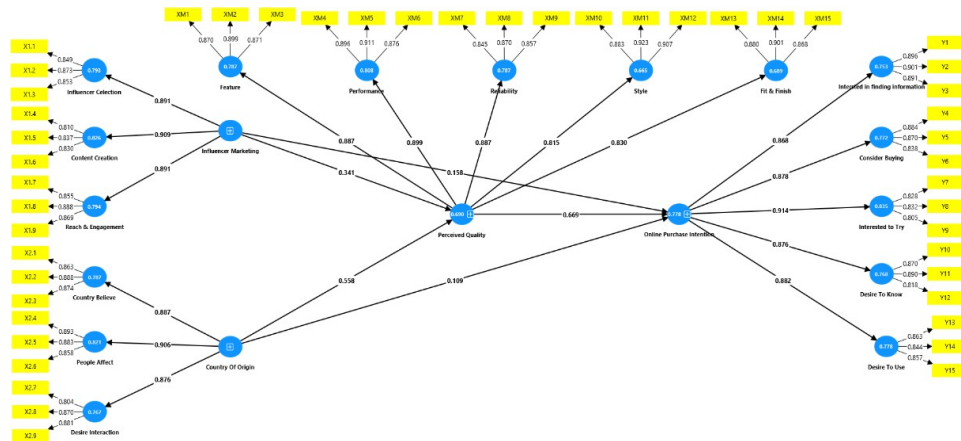 XM1
XM2
XM3
XM4
XM5
XM6
XM7
XM8
XM9
XM10
XM11
XM12
XM13
XM14
XM15
0.870
0.899
0.871
0.896
0.911
0.876
0.845
0.870
0.857
0.883
0.923
0.907
0.880
0.901
0.868
0.787
Feature
0.808
Performance
0.787
Reliability
0.665
Style
0.689
Fit & Finish
X1.1
X1.2
X1.3
0.849
0.873
0.853
Influencer Celection
X1.4
X1.5
X1.6
0.810
0.837
0.830
0.826
Content Creation
X1.7
X1.8
X1.9
0.855
0.888
0.869
0.794
Reach & Engagement
X2.1
X2.2
X2.3
0.863
0.888
0.874
0.787
Country Believe
X2.4
X2.5
X2.6
0.893
0.883
0.858
0.821
People Affect
X2.7
X2.8
X2.9
0.804
0.870
0.881
0.767
Desire Interaction
0.891
0.909
0.891
Influencer Marketing
0.341
0.158
0.887
0.906
0.876
Country Of Origin
0.558
0.109
0.887
0.899
0.887
0.815
0.830
0.690
Perceived Quality
0.669
0.770
Online Purchase Intention
0.868
0.878
0.914
0.876
0.882
0.753
Intersted in finding information
0.896
0.901
0.891
Y1
Y2
Y3
0.772
Consider Buying
0.884
0.870
0.838
Y4
Y5
Y6
0.835
Interested to Try
0.828
0.832
0.805
Y7
Y8
Y9
0.768
Desire To Know
0.870
0.890
0.818
Y10
Y11
Y12
0.778
Desire To Use
0.863
0.844
0.857
Y13
Y14
Y15